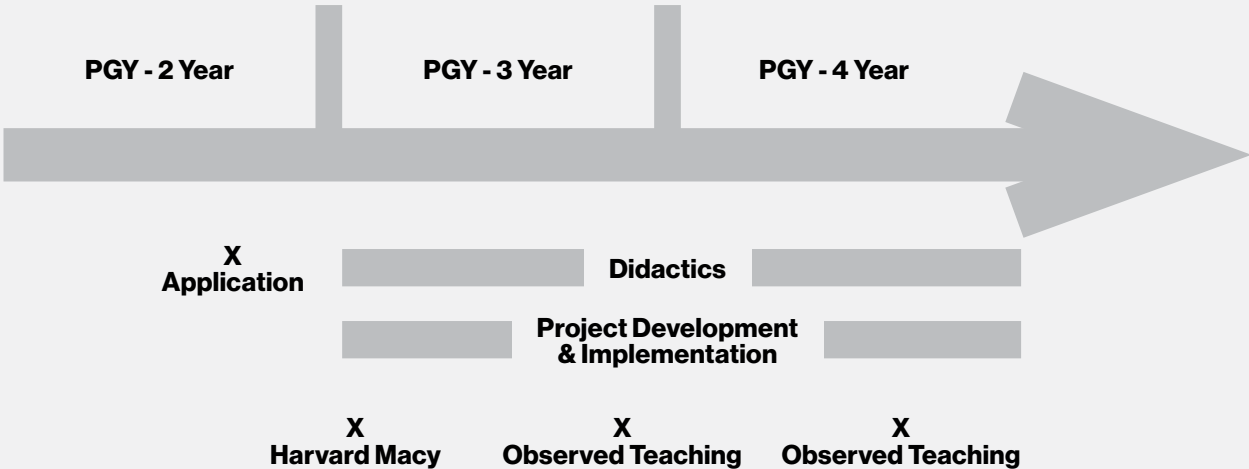 PGY - 2 Year
PGY - 3 Year
PGY - 4 Year
X
Application
Didactics
Project Development
& Implementation
X
Harvard Macy
X
Observed Teaching
X
Observed Teaching